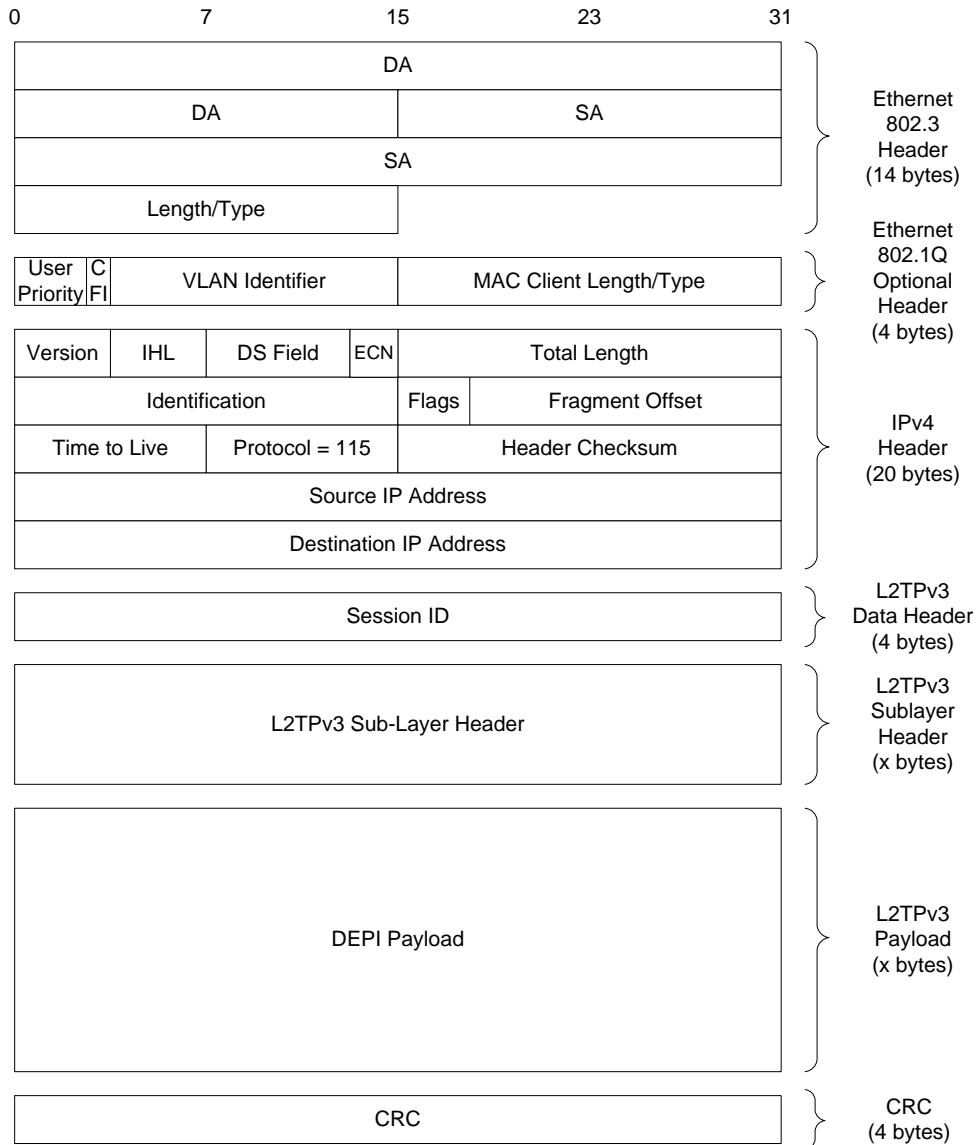 0 7 15 23 31
DA
DA SA
SA
Length/Type
Ethernet
802.3
Header
(14 bytes)
User
Priority
C
FI
VLAN Identifier
MAC Client Length/Type
Ethernet
802.1Q
Optional
Header
(4 bytes)
Version IHL DS Field ECN Total Length
Identification Flags Fragment Offset
Time to Live Protocol = 115 Header Checksum
Source IP Address
Destination IP Address
IPv4
Header
(20 bytes)
Session ID
L2TPv3
Data Header
(4 bytes)
L2TPv3 Sub-Layer Header
L2TPv3
Sublayer
Header
(x bytes)
DEPI Payload
L2TPv3
Payload
(x bytes)
CRC
CRC
(4 bytes)